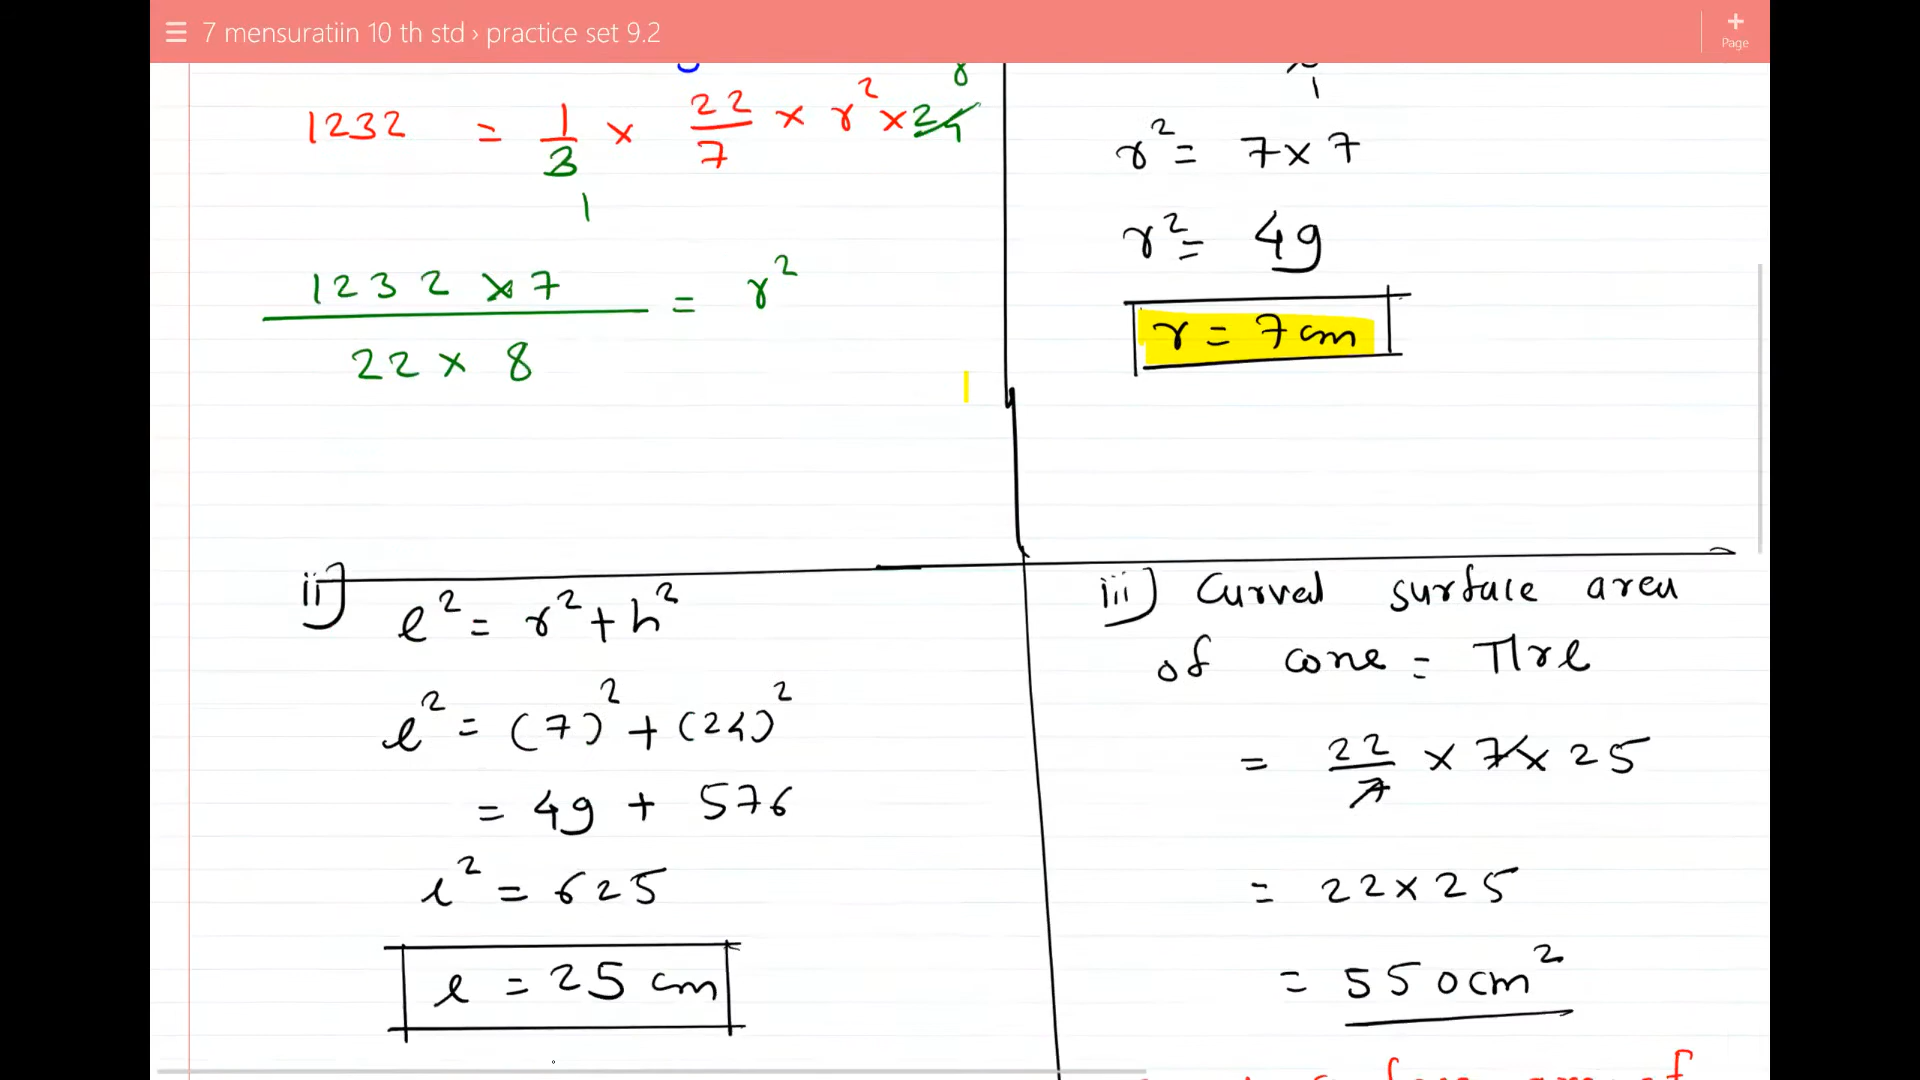 7 mensuratiin 10 th std › practice set 9.2
+
Page
8
1232 = 1/3 × 22/7 × r² × 24
1
1232 × 7 / 22 × 8 = r²
1
r² = 7 × 7
r² = 49
r = 7 cm
ii) l² = r² + h²
l² = (7)² + (24)²
= 49 + 576
l² = 625
l = 25 cm
iii) Curved surface area
of cone = πrl
= 22/7 × 7 × 25
= 22 × 25
= 550 cm²